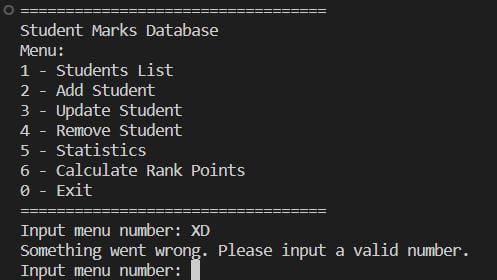 ==================================
Student Marks Database
Menu:
1 - Students List
2 - Add Student
3 - Update Student
4 - Remove Student
5 - Statistics
6 - Calculate Rank Points
0 - Exit
==================================
Input menu number: XD
Something went wrong. Please input a valid number.
Input menu number: